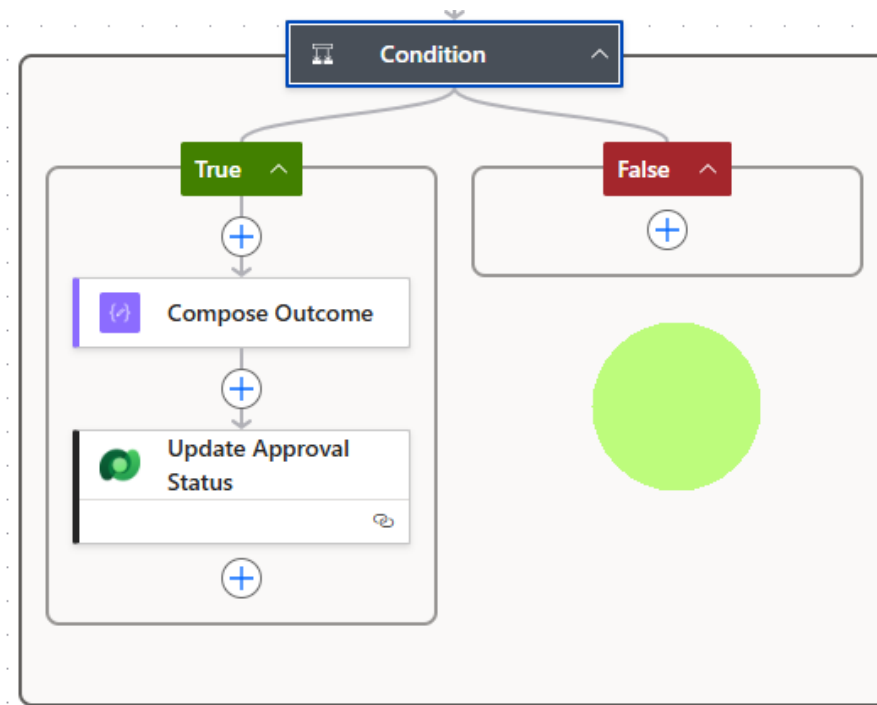 Condition
True
False
Compose Outcome
Update Approval
Status